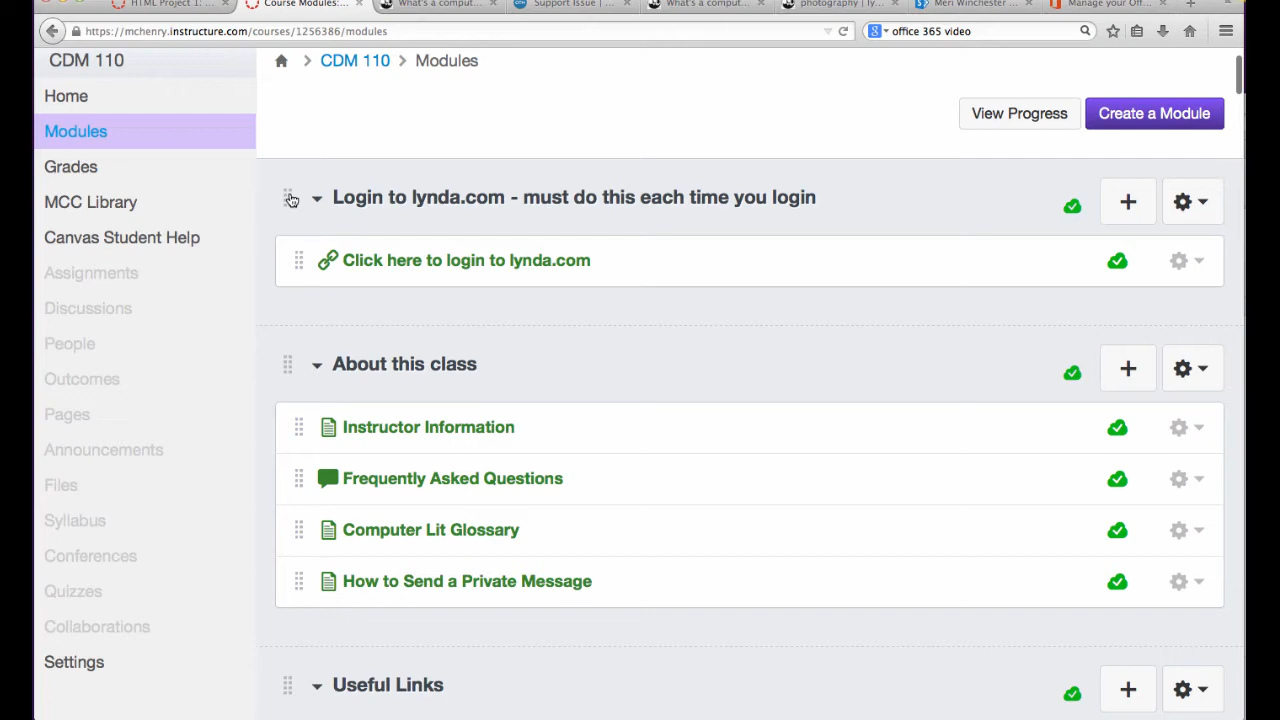 HTML Project 1: ... Course Modules:... What's a comput... Support Issue | ... What's a comput... photography | ly... Meri Winchester ... Manage your Off...
https://mchenry.instructure.com/courses/1256386/modules
office 365 video
CDM 110
CDM 110 > Modules
Home
View Progress
Create a Module
Modules
Grades
Login to lynda.com - must do this each time you login
MCC Library
Canvas Student Help
Click here to login to lynda.com
Assignments
Discussions
People
About this class
Outcomes
Pages
Instructor Information
Announcements
Frequently Asked Questions
Files
Syllabus
Computer Lit Glossary
Conferences
Quizzes
How to Send a Private Message
Collaborations
Settings
Useful Links